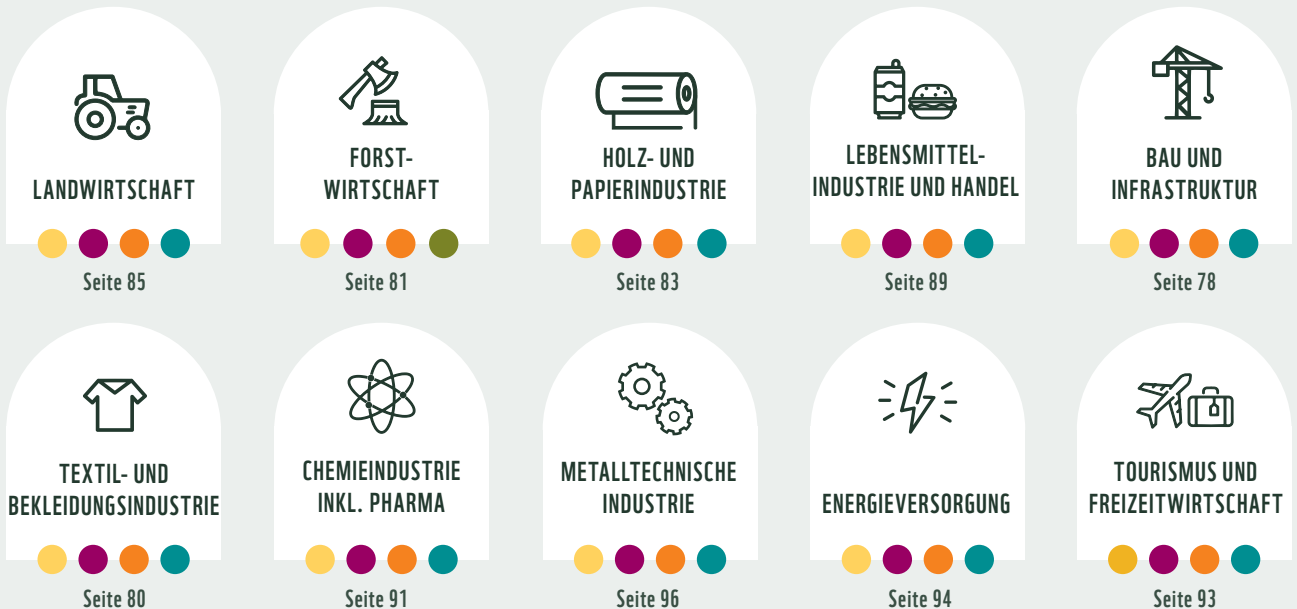 LANDWIRTSCHAFT
Seite 85
FORST-
WIRTSCHAFT
Seite 81
HOLZ- UND
PAPIERINDUSTRIE
Seite 83
LEBENSMITTEL-
INDUSTRIE UND HANDEL
Seite 89
BAU UND
INFRASTRUKTUR
Seite 78
TEXTIL- UND
BEKLEIDUNGSINDUSTRIE
Seite 80
CHEMIEINDUSTRIE
INKL. PHARMA
Seite 91
METALLTECHNISCHE
INDUSTRIE
Seite 96
ENERGIEVERSORGUNG
Seite 94
TOURISMUS UND
FREIZEITWIRTSCHAFT
Seite 93